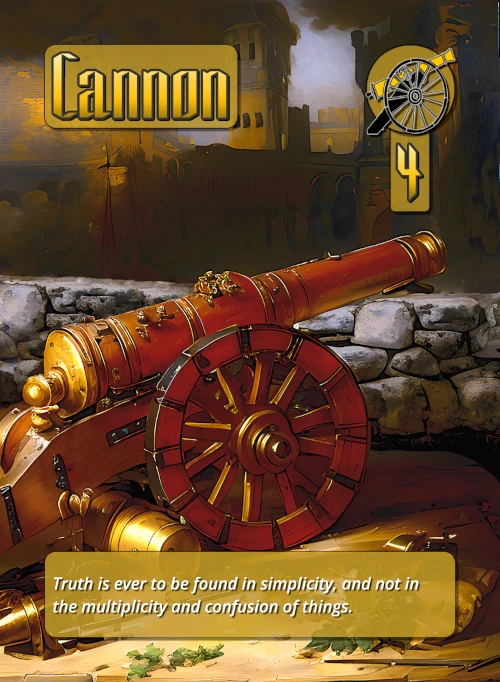 Cannon
4
Truth is ever to be found in simplicity, and not in
the multiplicity and confusion of things.